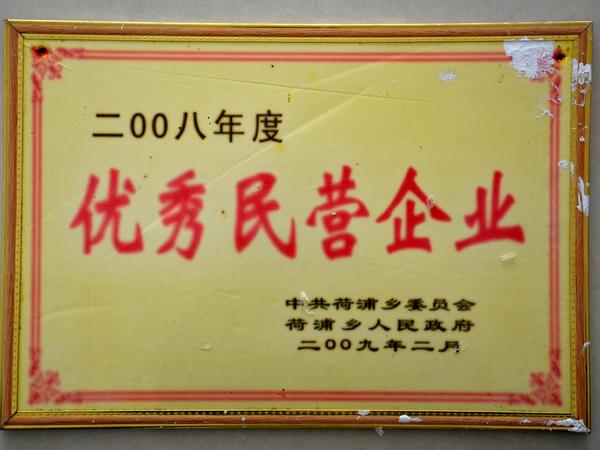 二00八年度
优秀民营企业
中共荷浦乡委员会
荷浦乡人民政府
二00九年二月